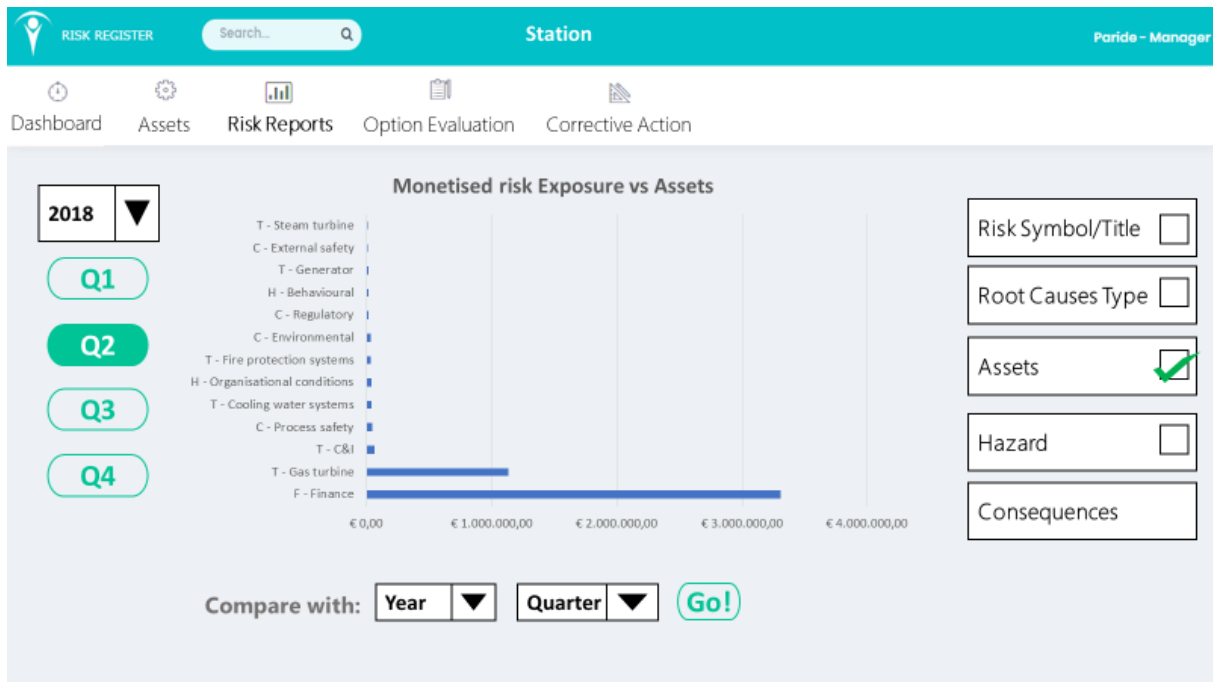 RISK REGISTER
Search...
Station
Paride - Manager
Dashboard
Assets
Risk Reports
Option Evaluation
Corrective Action
2018
Q1
Q2
Q3
Q4
Monetised risk Exposure vs Assets
T - Steam turbine
C - External safety
T - Generator
H - Behavioural
C - Regulatory
C - Environmental
T - Fire protection systems
H - Organisational conditions
T - Cooling water systems
C - Process safety
T - C&I
T - Gas turbine
F - Finance
€ 0,00
€ 1.000.000,00
€ 2.000.000,00
€ 3.000.000,00
€ 4.000.000,00
Risk Symbol/Title
Root Causes Type
Assets
Hazard
Consequences
Compare with:
Year
Quarter
Go!